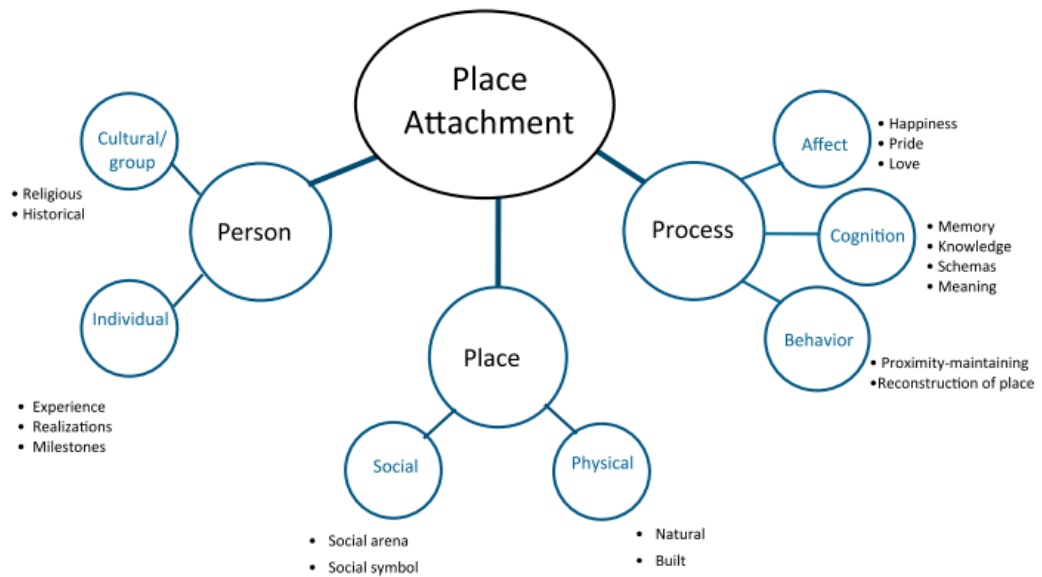 Place
Attachment
Cultural/
group
• Religious
• Historical
Person
Individual
• Experience
• Realizations
• Milestones
Place
Social
• Social arena
• Social symbol
Physical
• Natural
• Built
Process
Affect
• Happiness
• Pride
• Love
Cognition
• Memory
• Knowledge
• Schemas
• Meaning
Behavior
• Proximity-maintaining
•Reconstruction of place